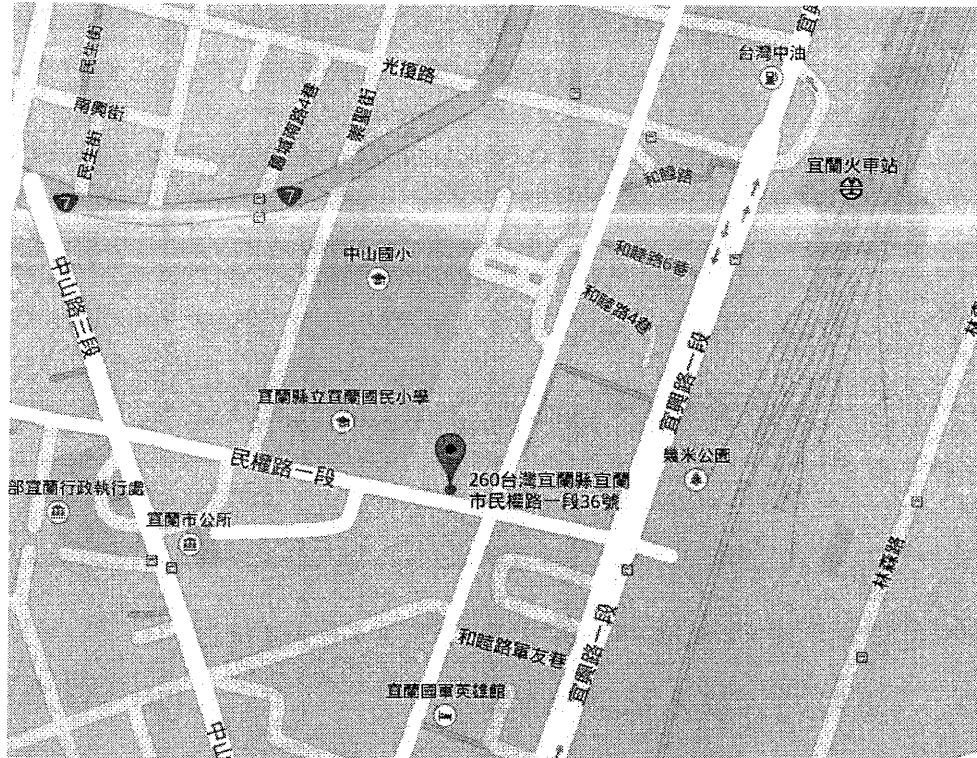 宜興
台灣中油
民生街
光復路
南興街
舊城南路4巷
崇聖街
民生街
7
7
和睦路
宜蘭火車站
中山國小
和睦路6巷
中山路三段
和睦路4巷
宜興路一段
宜蘭縣立宜蘭國民小學
民權路一段
幾米公園
260台灣宜蘭縣宜蘭
市民權路一段36號
部宜蘭行政執行處
宜蘭市公所
林森路
和睦路軍友巷
宜興路一段
宜蘭國軍英雄館
中山